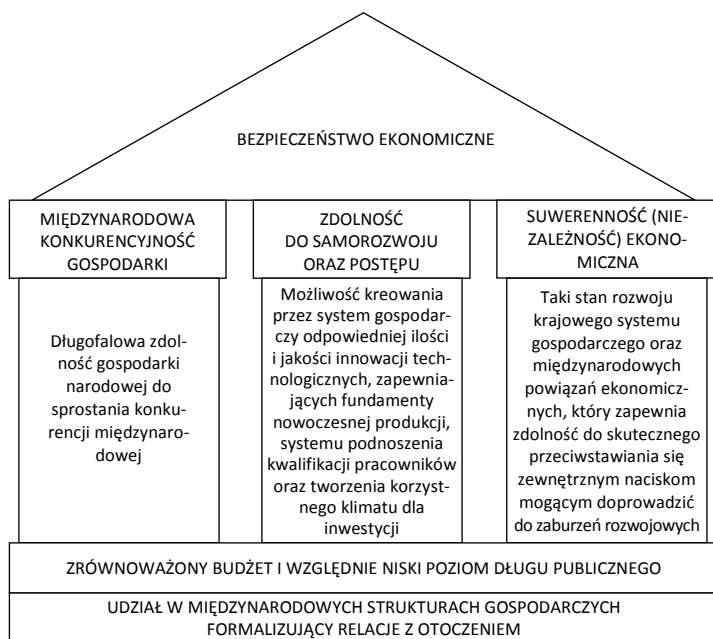 BEZPIECZEŃSTWO EKONOMICZNE
MIĘDZYNARODOWA
KONKURENCYJNOŚĆ
GOSPODARKI
Długofalowa zdol-
ność gospodarki
narodowej do
sprostania konku-
rencji międzynaro-
dowej
ZDOLNOŚĆ
DO SAMOROZWOJU
ORAZ POSTĘPU
Możliwość kreowania
przez system gospodar-
czy odpowiedniej ilości
i jakości innowacji tech-
nologicznych, zapewnia-
jących fundamenty
nowoczesnej produkcji,
systemu podnoszenia
kwalifikacji pracowników
oraz tworzenia korzyst-
nego klimatu dla
inwestycji
SUWERENNOŚĆ (NIE-
ZALEŻNOŚĆ) EKONO-
MICZNA
Taki stan rozwoju
krajowego systemu
gospodarczego oraz
międzynarodowych
powiązań ekonomicz-
nych, który zapewnia
zdolność do skutecznego
przeciwstawiania się
zewnętrznym naciskom
mogącym doprowadzić
do zaburzeń rozwojowych
ZRÓWNOWAŻONY BUDŻET I WZGLĘDNIE NISKI POZIOM DŁUGU PUBLICZNEGO
UDZIAŁ W MIĘDZYNARODOWYCH STRUKTURACH GOSPODARCZYCH
FORMALIZUJĄCY RELACJE Z OTOCZENIEM